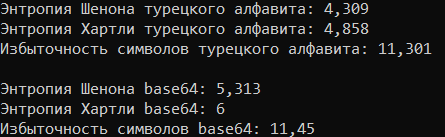 Энтропия Шенона турецкого алфавита: 4,309
Энтропия Хартли турецкого алфавита: 4,858
Избыточность символов турецкого алфавита: 11,301
Энтропия Шенона base64: 5,313
Энтропия Хартли base64: 6
Избыточность символов base64: 11,45